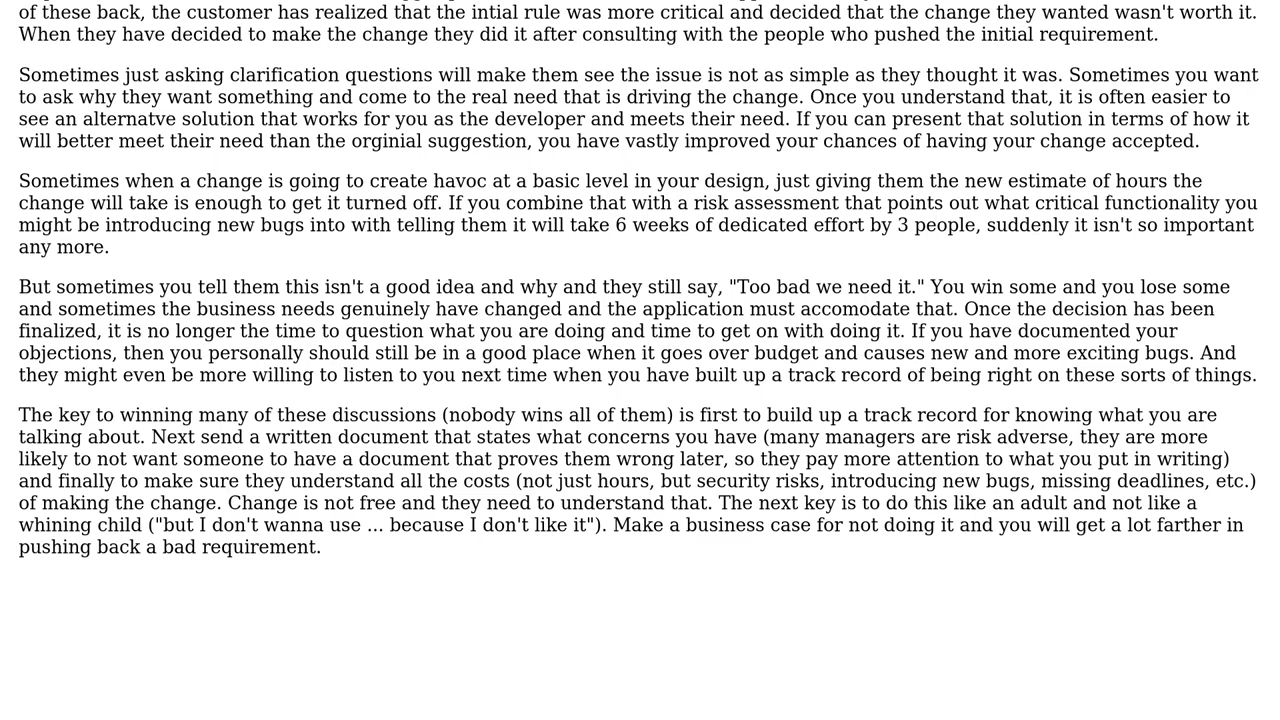 of these back, the customer has realized that the intial rule was more critical and decided that the change they wanted wasn't worth it.
When they have decided to make the change they did it after consulting with the people who pushed the initial requirement.
Sometimes just asking clarification questions will make them see the issue is not as simple as they thought it was. Sometimes you want
to ask why they want something and come to the real need that is driving the change. Once you understand that, it is often easier to
see an alternatve solution that works for you as the developer and meets their need. If you can present that solution in terms of how it
will better meet their need than the orginial suggestion, you have vastly improved your chances of having your change accepted.
Sometimes when a change is going to create havoc at a basic level in your design, just giving them the new estimate of hours the
change will take is enough to get it turned off. If you combine that with a risk assessment that points out what critical functionality you
might be introducing new bugs into with telling them it will take 6 weeks of dedicated effort by 3 people, suddenly it isn't so important
any more.
But sometimes you tell them this isn't a good idea and why and they still say, "Too bad we need it." You win some and you lose some
and sometimes the business needs genuinely have changed and the application must accomodate that. Once the decision has been
finalized, it is no longer the time to question what you are doing and time to get on with doing it. If you have documented your
objections, then you personally should still be in a good place when it goes over budget and causes new and more exciting bugs. And
they might even be more willing to listen to you next time when you have built up a track record of being right on these sorts of things.
The key to winning many of these discussions (nobody wins all of them) is first to build up a track record for knowing what you are
talking about. Next send a written document that states what concerns you have (many managers are risk adverse, they are more
likely to not want someone to have a document that proves them wrong later, so they pay more attention to what you put in writing)
and finally to make sure they understand all the costs (not just hours, but security risks, introducing new bugs, missing deadlines, etc.)
of making the change. Change is not free and they need to understand that. The next key is to do this like an adult and not like a
whining child ("but I don't wanna use ... because I don't like it"). Make a business case for not doing it and you will get a lot farther in
pushing back a bad requirement.